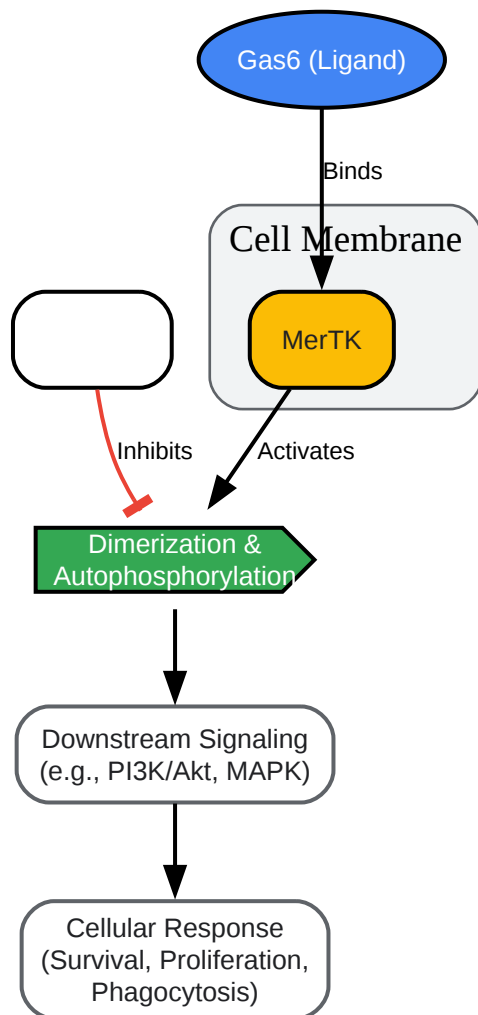 Gas6 (Ligand)
Binds
Cell Membrane
MerTK
Inhibits
Activates
Dimerization &
Autophosphorylation
Downstream Signaling
(e.g., PI3K/Akt, MAPK)
Cellular Response
(Survival, Proliferation,
Phagocytosis)